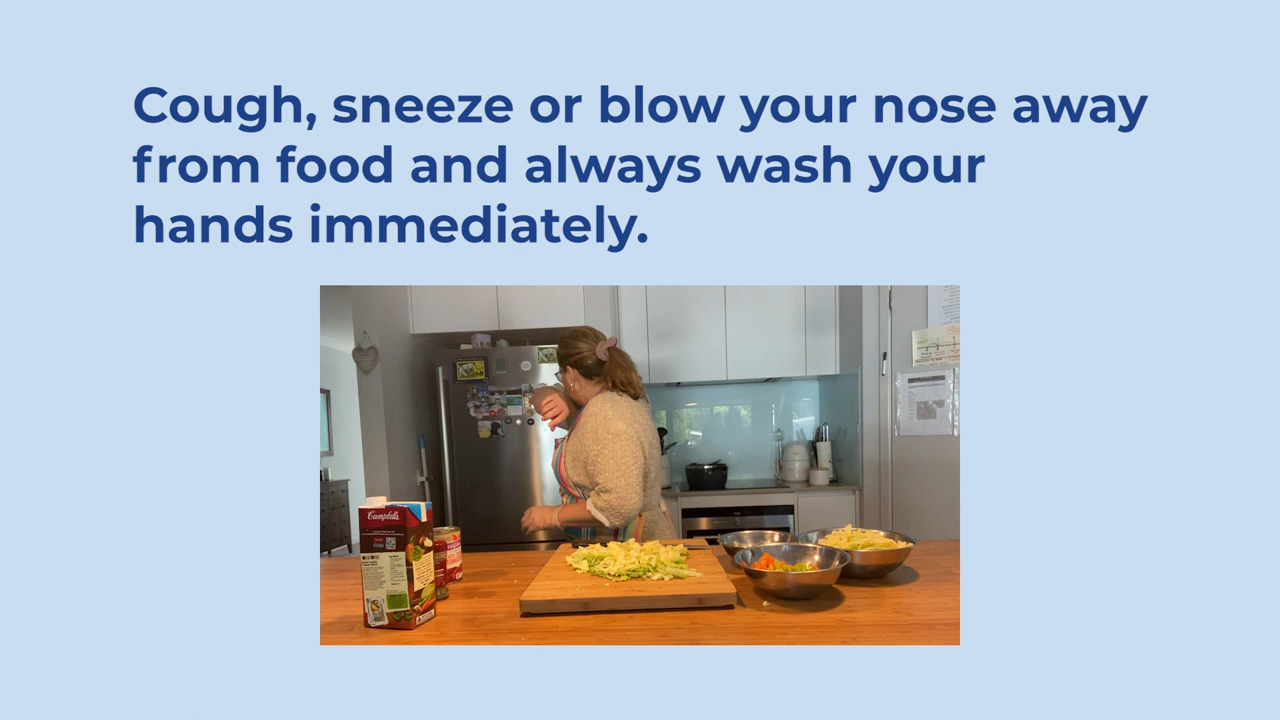 Cough, sneeze or blow your nose away
from food and always wash your
hands immediately.
Campbell's